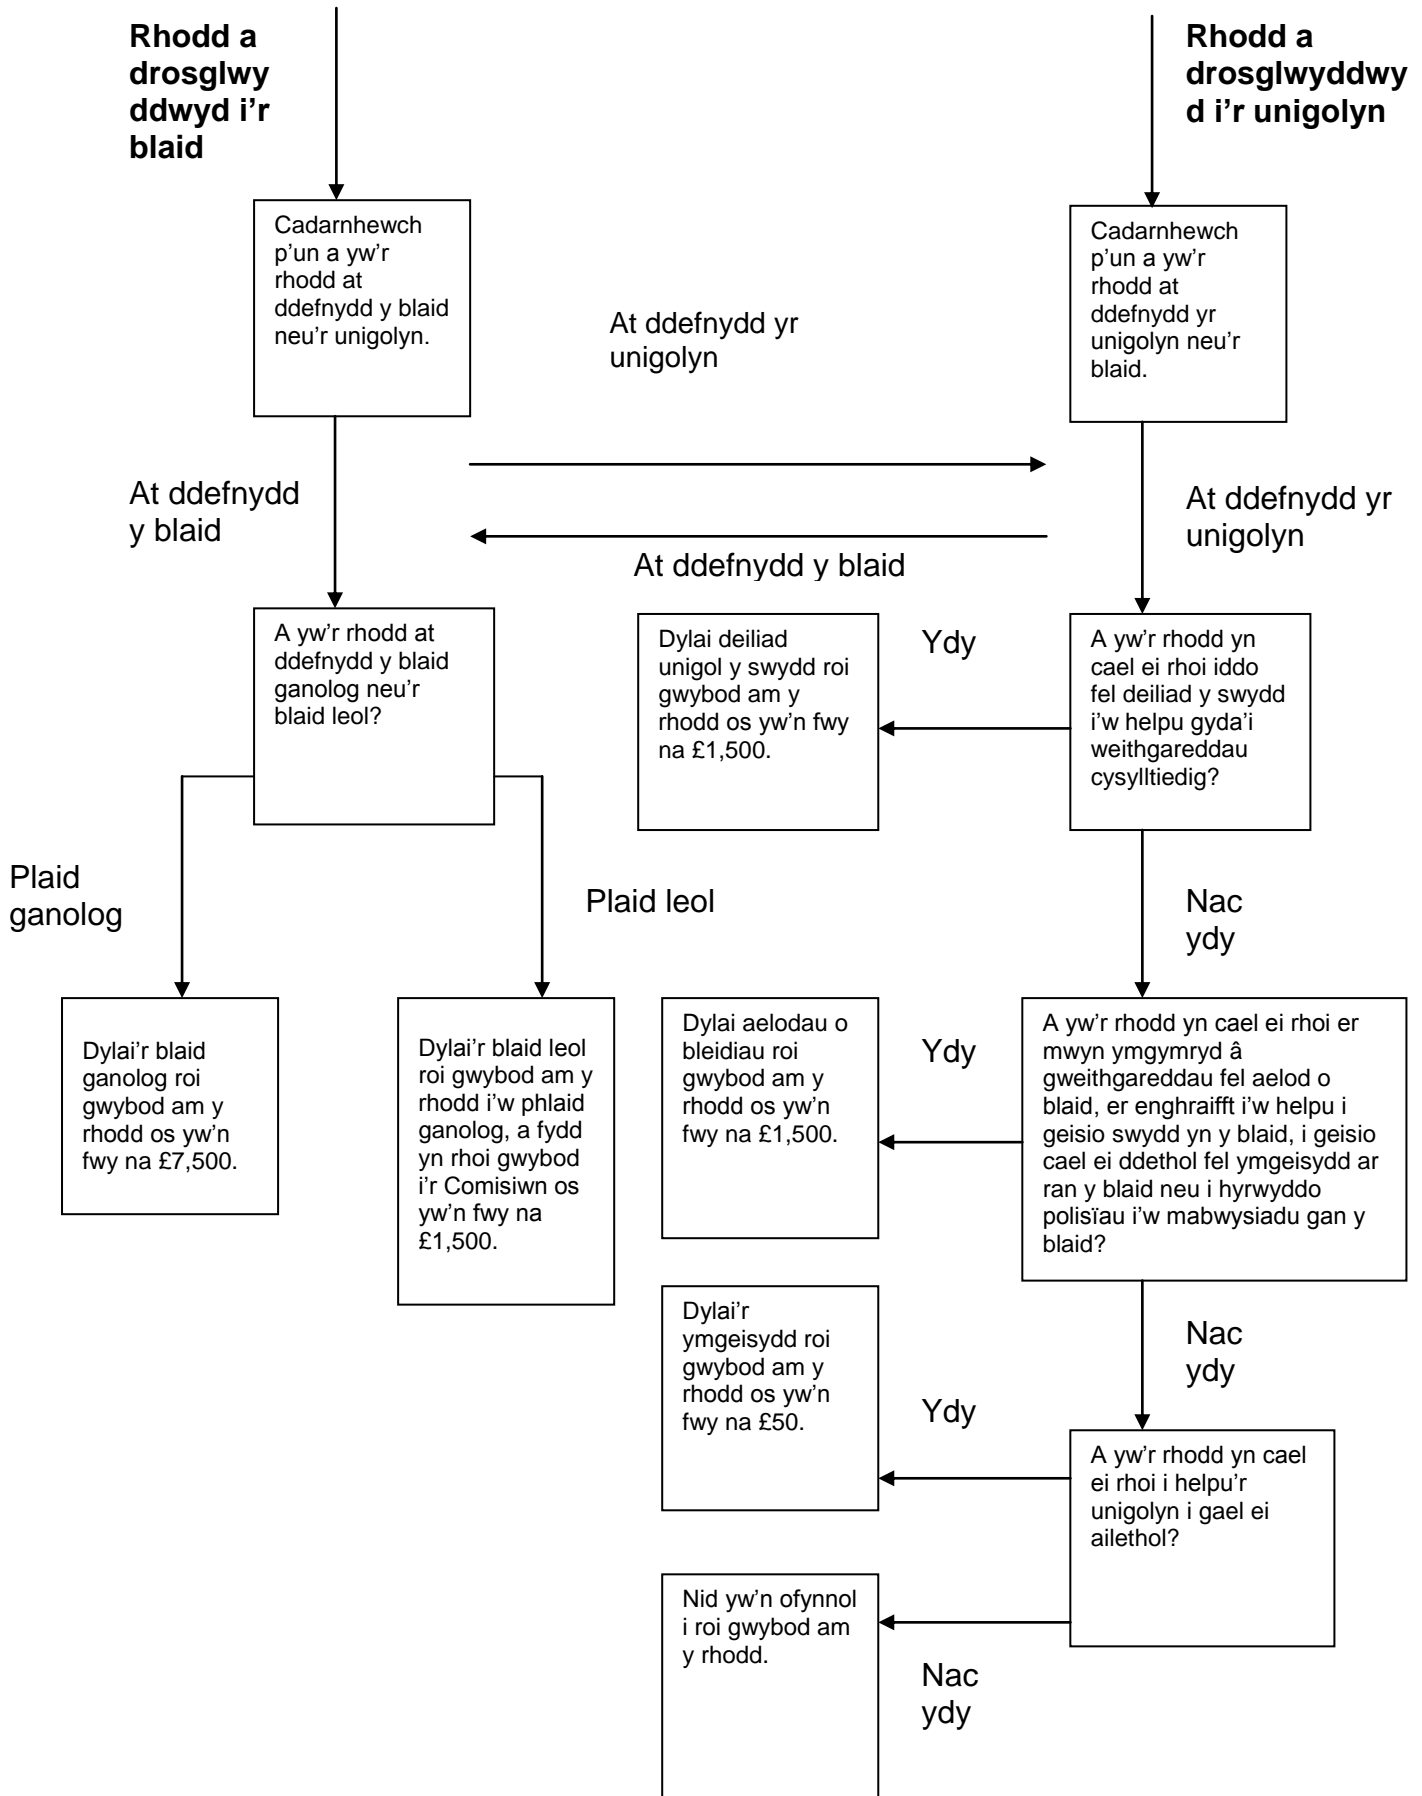 Rhodd a
drosglwy
ddwyd i'r
blaid
Rhodd a
drosglwyddwy
d i'r unigolyn
Cadarnhewch
p'un a yw'r
rhodd at
ddefnydd y blaid
neu'r unigolyn.
At ddefnydd yr
unigolyn
Cadarnhewch
p'un a yw'r
rhodd at
ddefnydd yr
unigolyn neu'r
blaid.
At ddefnydd
y blaid
At ddefnydd y blaid
At ddefnydd yr
unigolyn
A yw'r rhodd at
ddefnydd y blaid
ganolog neu'r
blaid leol?
Dylai deiliad
unigol y swydd roi
gwybod am y
rhodd os yw'n fwy
na £1,500.
Ydy
A yw'r rhodd yn
cael ei rhoi iddo
fel deiliad y swydd
i'w helpu gyda'i
weithgareddau
cysylltiedig?
Plaid
ganolog
Plaid leol
Nac
ydy
Dylai'r blaid
ganolog roi
gwybod am y
rhodd os yw'n
fwy na £7,500.
Dylai'r blaid leol
roi gwybod am y
rhodd i'w phlaid
ganolog, a fydd
yn rhoi gwybod
i'r Comisiwn os
yw'n fwy na
£1,500.
Dylai aelodau o
bleidiau roi
gwybod am y
rhodd os yw'n
fwy na £1,500.
Ydy
A yw'r rhodd yn cael ei rhoi er
mwyn ymgymryd â
gweithgareddau fel aelod o
blaid, er enghraifft i'w helpu i
geisio swydd yn y blaid, i geisio
cael ei ddethol fel ymgeisydd ar
ran y blaid neu i hyrwyddo
polisïau i'w mabwysiadu gan y
blaid?
Nac
ydy
Dylai'r
ymgeisydd roi
gwybod am y
rhodd os yw'n
fwy na £50.
Ydy
A yw'r rhodd yn cael
ei rhoi i helpu'r
unigolyn i gael ei
ailethol?
Nid yw'n ofynnol
i roi gwybod am
y rhodd.
Nac
ydy